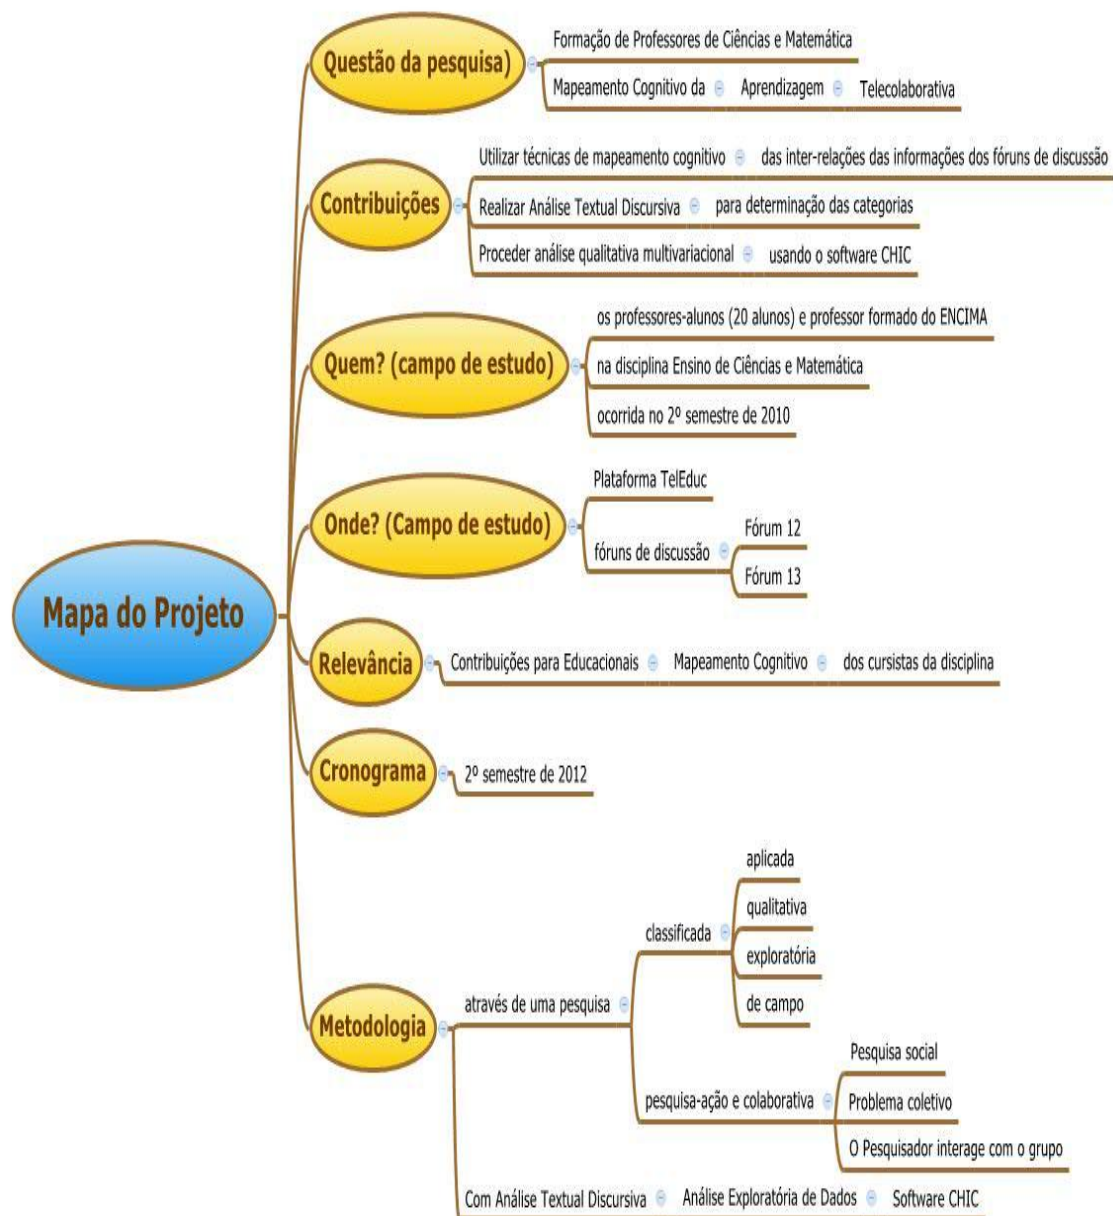 Mapa do Projeto
Questão da pesquisa)
Formação de Professores de Ciências e Matemática
Mapeamento Cognitivo da Aprendizagem Telecolaborativa
Contribuições
Utilizar técnicas de mapeamento cognitivo das inter-relações das informações dos fóruns de discussão
Realizar Análise Textual Discursiva para determinação das categorias
Proceder análise qualitativa multivariacional usando o software CHIC
Quem? (campo de estudo)
os professores-alunos (20 alunos) e professor formado do ENCIMA
na disciplina Ensino de Ciências e Matemática
ocorrida no 2º semestre de 2010
Onde? (Campo de estudo)
Plataforma TelEduc
fóruns de discussão
Fórum 12
Fórum 13
Relevância
Contribuições para Educacionais Mapeamento Cognitivo dos cursistas da disciplina
Cronograma
2º semestre de 2012
Metodologia
através de uma pesquisa
classificada
aplicada
qualitativa
exploratória
de campo
pesquisa-ação e colaborativa
Pesquisa social
Problema coletivo
O Pesquisador interage com o grupo
Com Análise Textual Discursiva Análise Exploratória de Dados Software CHIC